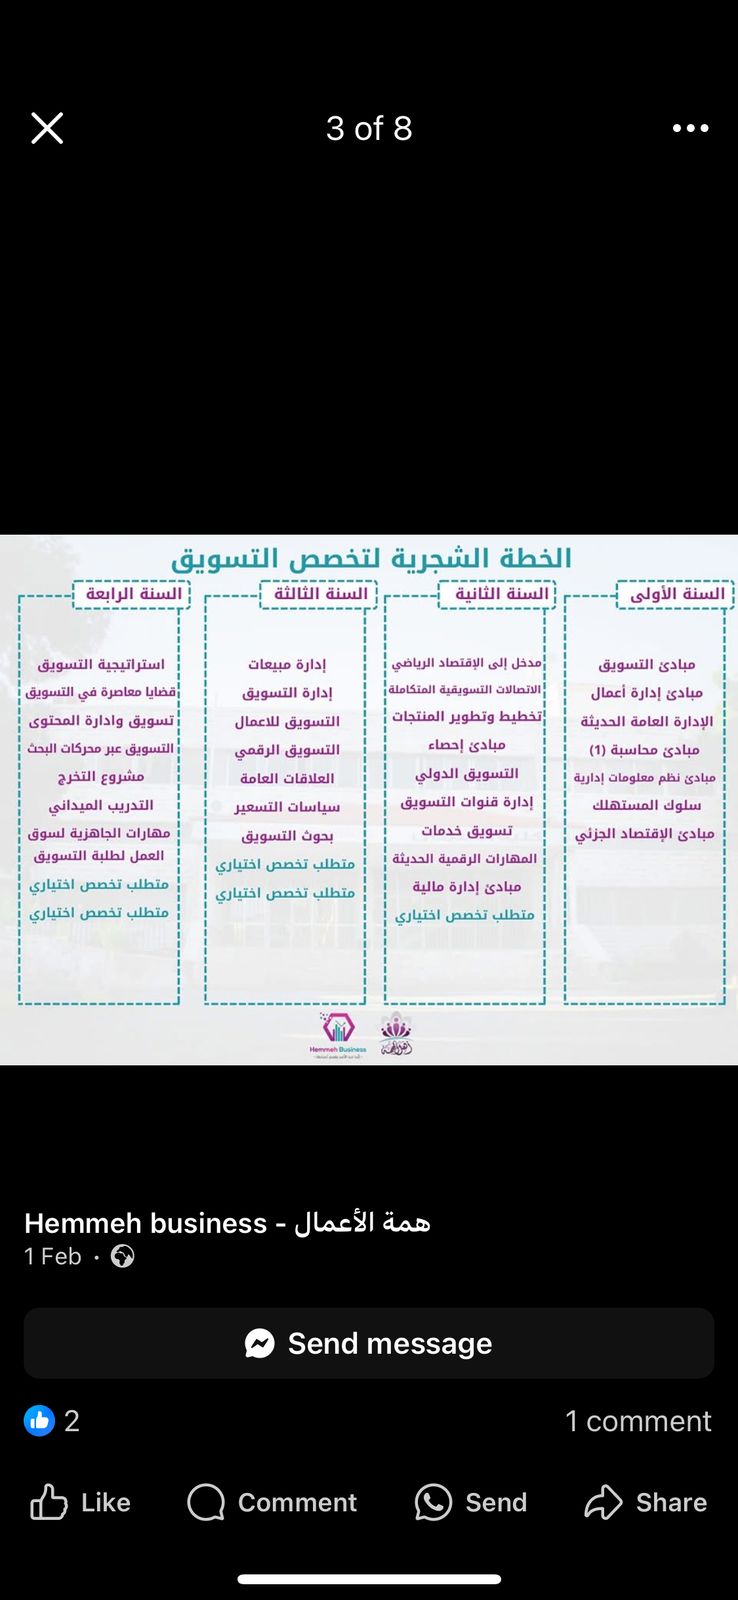 3 of 8
الخطة الشجرية لتخصص التسويق
السنة الأولى
مبادئ التسويق
مبادئ إدارة أعمال
الإدارة العامة الحديثة
مبادئ محاسبة (1)
مبادئ نظم معلومات إدارية
سلوك المستهلك
مبادئ الإقتصاد الجزئي
السنة الثانية
مدخل إلى الإقتصاد الرياضي
الاتصالات التسويقية المتكاملة
تخطيط وتطوير المنتجات
مبادئ إحصاء
التسويق الدولي
إدارة قنوات التسويق
تسويق خدمات
المهارات الرقمية الحديثة
مبادئ إدارة مالية
متطلب تخصص اختياري
السنة الثالثة
إدارة مبيعات
إدارة التسويق
التسويق للاعمال
التسويق الرقمي
العلاقات العامة
سياسات التسعير
بحوث التسويق
متطلب تخصص اختياري
متطلب تخصص اختياري
السنة الرابعة
استراتيجية التسويق
قضايا معاصرة في التسويق
تسويق وادارة المحتوى
التسويق عبر محركات البحث
مشروع التخرج
التدريب الميداني
مهارات الجاهزية لسوق
العمل لطلبة التسويق
متطلب تخصص اختياري
متطلب تخصص اختياري
Hemmeh Business
أهل الهمة
Hemmeh business - همة الأعمال
1 Feb ·
Send message
2
1 comment
Like
Comment
Send
Share